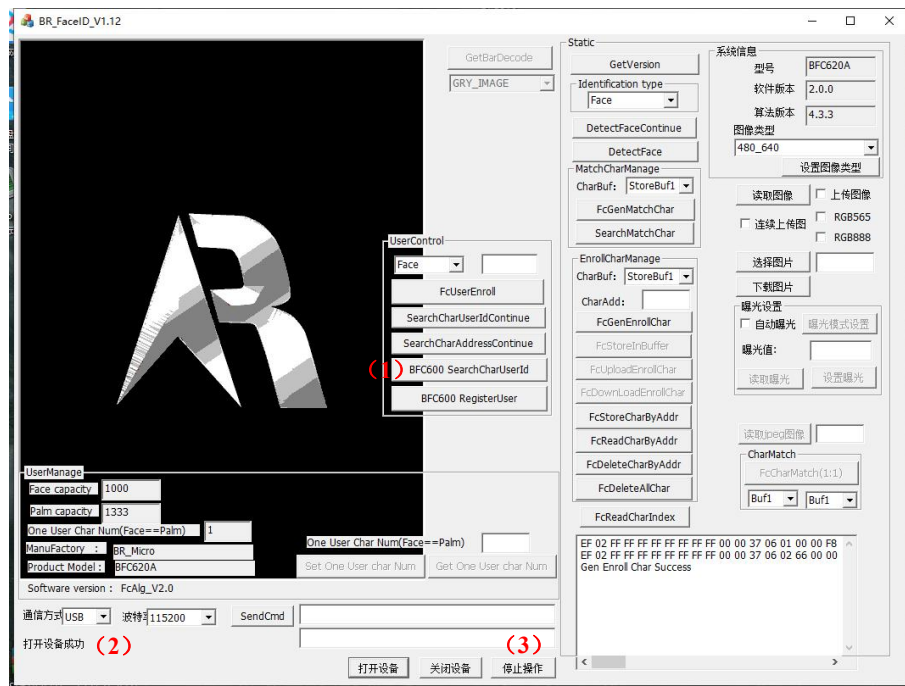 BR_FaceID_V1.12
GetBarDecode
GRY_IMAGE
UserControl
Face
FcUserEnroll
SearchCharUserIdContinue
SearchCharAddressContinue
(1) BFC600 SearchCharUserId
BFC600 RegisterUser
UserManage
Face capacity 1000
Palm capacity 1333
One User Char Num(Face==Palm) 1
ManuFactory : BR_Micro
Product Model : BFC620A
One User Char Num(Face==Palm)
Set One User char Num Get One User char Num
Software version : FcAlg_V2.0
通信方式 USB 波特 115200 SendCmd
打开设备成功 (2)
(3)
打开设备 关闭设备 停止操作
Static
GetVersion
Identification type
Face
DetectFaceContinue
DetectFace
MatchCharManage
CharBuf: StoreBuf1
FcGenMatchChar
SearchMatchChar
EnrollCharManage
CharBuf: StoreBuf1
CharAdd:
FcGenEnrollChar
FcStoreInBuffer
FcUploadEnrollChar
FcDownLoadEnrollChar
FcStoreCharByAddr
FcReadCharByAddr
FcDeleteCharByAddr
FcDeleteAllChar
FcReadCharIndex
系统信息
型号 BFC620A
软件版本 2.0.0
算法版本 4.3.3
图像类型
480_640
设置图像类型
读取图像 上传图像
连续上传图 RGB565
RGB888
选择图片
下载图片
曝光设置
自动曝光 曝光模式设置
曝光值:
读取曝光 设置曝光
读取jpeg图像
CharMatch
FcCharMatch(1:1)
Buf1 Buf1
EF 02 FF FF FF FF FF FF FF FF 00 00 37 06 01 00 00 F8
EF 02 FF FF FF FF FF FF FF FF 00 00 37 06 02 66 00 00
Gen Enroll Char Success